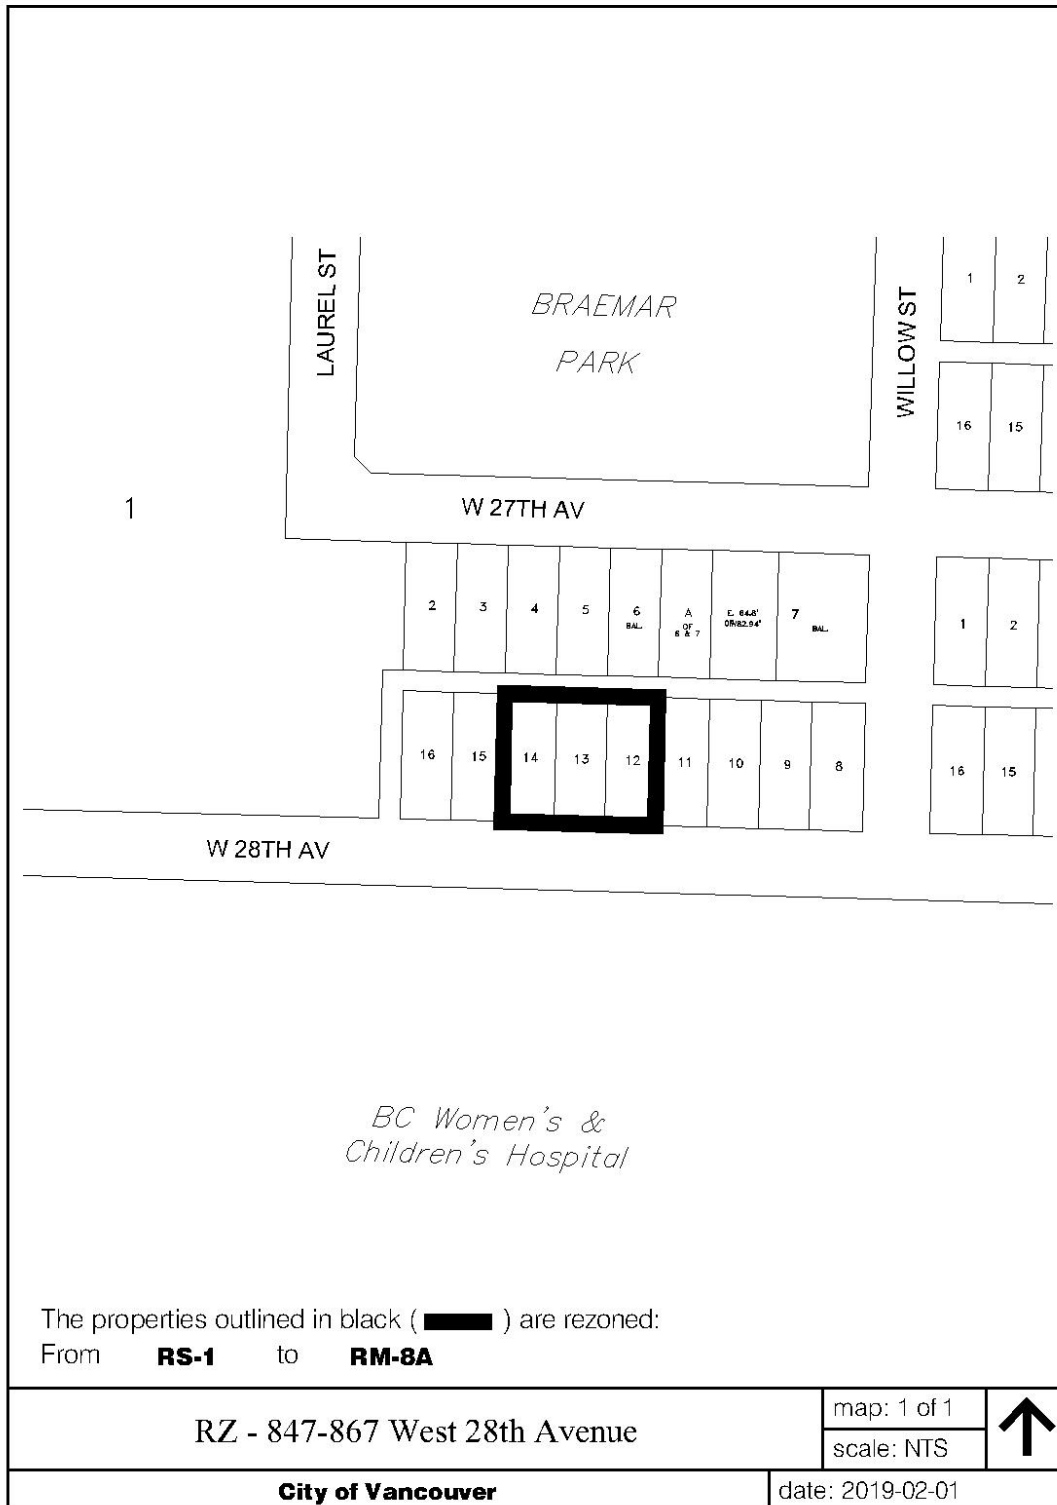 LAUREL ST
BRAEMAR
PARK
WILLOW ST
1 2
16 15
1
W 27TH AV
2 3 4 5 6 A 7
BAL. OF BAL.
6 & 7
1 2
16 15 14 13 12 11 10 9 8
16 15
W 28TH AV
BC Women's &
Children's Hospital
The properties outlined in black ( ) are rezoned:
From RS-1 to RM-8A
RZ - 847-867 West 28th Avenue
map: 1 of 1
scale: NTS
City of Vancouver
date: 2019-02-01